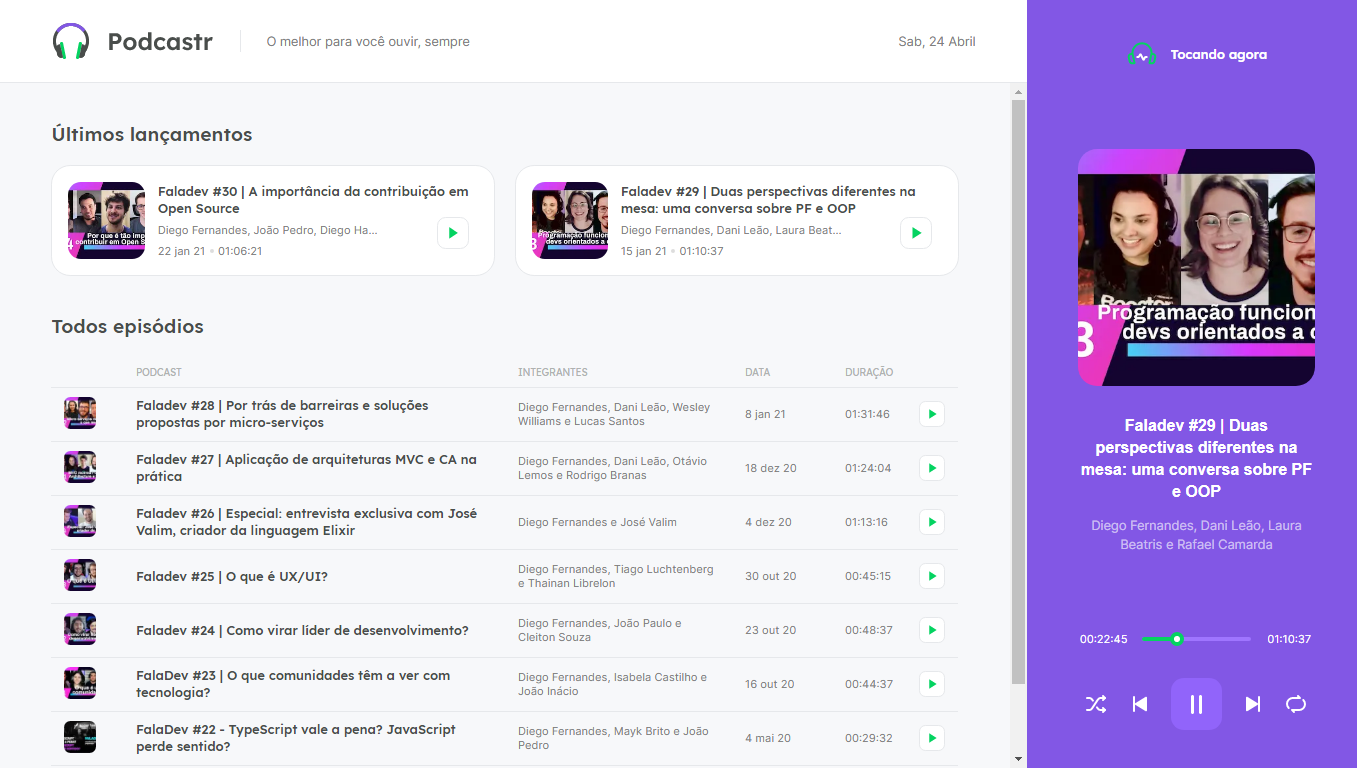 Podcastr
O melhor para você ouvir, sempre
Sab, 24 Abril
Últimos lançamentos
Por que é tão imp
contribuir em Open S
Faladev #30 | A importância da contribuição em
Open Source
Diego Fernandes, João Pedro, Diego Ha...
22 jan 21 • 01:06:21
Programação funcion
devs orientados a
Faladev #29 | Duas perspectivas diferentes na
mesa: uma conversa sobre PF e OOP
Diego Fernandes, Dani Leão, Laura Beat...
15 jan 21 • 01:10:37
Todos episódios
PODCAST INTEGRANTES DATA DURAÇÃO
Faladev #28 | Por trás de barreiras e soluções
propostas por micro-serviços
Diego Fernandes, Dani Leão, Wesley
Williams e Lucas Santos
8 jan 21
01:31:46
Faladev #27 | Aplicação de arquiteturas MVC e CA na
prática
Diego Fernandes, Dani Leão, Otávio
Lemos e Rodrigo Branas
18 dez 20
01:24:04
Faladev #26 | Especial: entrevista exclusiva com José
Valim, criador da linguagem Elixir
Diego Fernandes e José Valim
4 dez 20
01:13:16
Faladev #25 | O que é UX/UI?
Diego Fernandes, Tiago Luchtenberg
e Thainan Librelon
30 out 20
00:45:15
Faladev #24 | Como virar líder de desenvolvimento?
Diego Fernandes, João Paulo e
Cleiton Souza
23 out 20
00:48:37
FalaDev #23 | O que comunidades têm a ver com
tecnologia?
Diego Fernandes, Isabela Castilho e
João Inácio
16 out 20
00:44:37
FalaDev #22 - TypeScript vale a pena? JavaScript
perde sentido?
Diego Fernandes, Mayk Brito e João
Pedro
4 mai 20
00:29:32
Tocando agora
Programação funcion
3 devs orientados a
Faladev #29 | Duas
perspectivas diferentes na
mesa: uma conversa sobre PF
e OOP
Diego Fernandes, Dani Leão, Laura
Beatris e Rafael Camarda
00:22:45
01:10:37